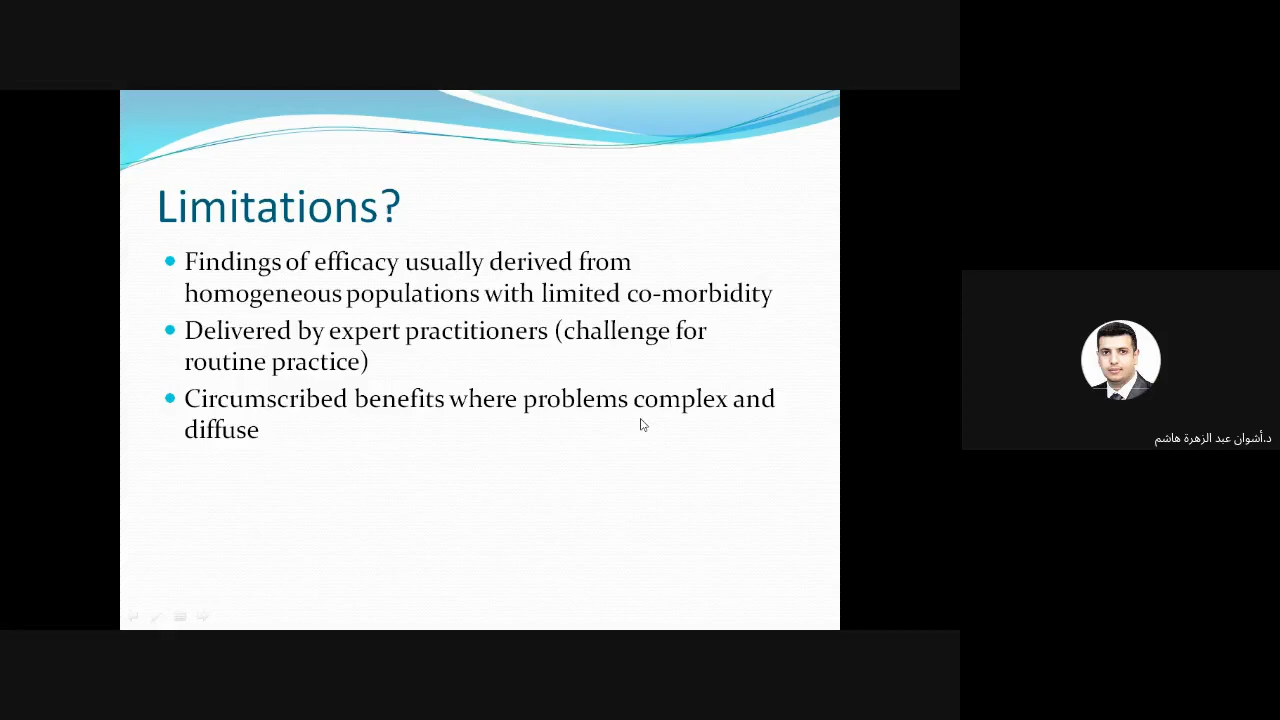 Limitations?
Findings of efficacy usually derived from
homogeneous populations with limited co-morbidity
Delivered by expert practitioners (challenge for
routine practice)
Circumscribed benefits where problems complex and
diffuse
د.أشوان عبد الزهرة هاشم